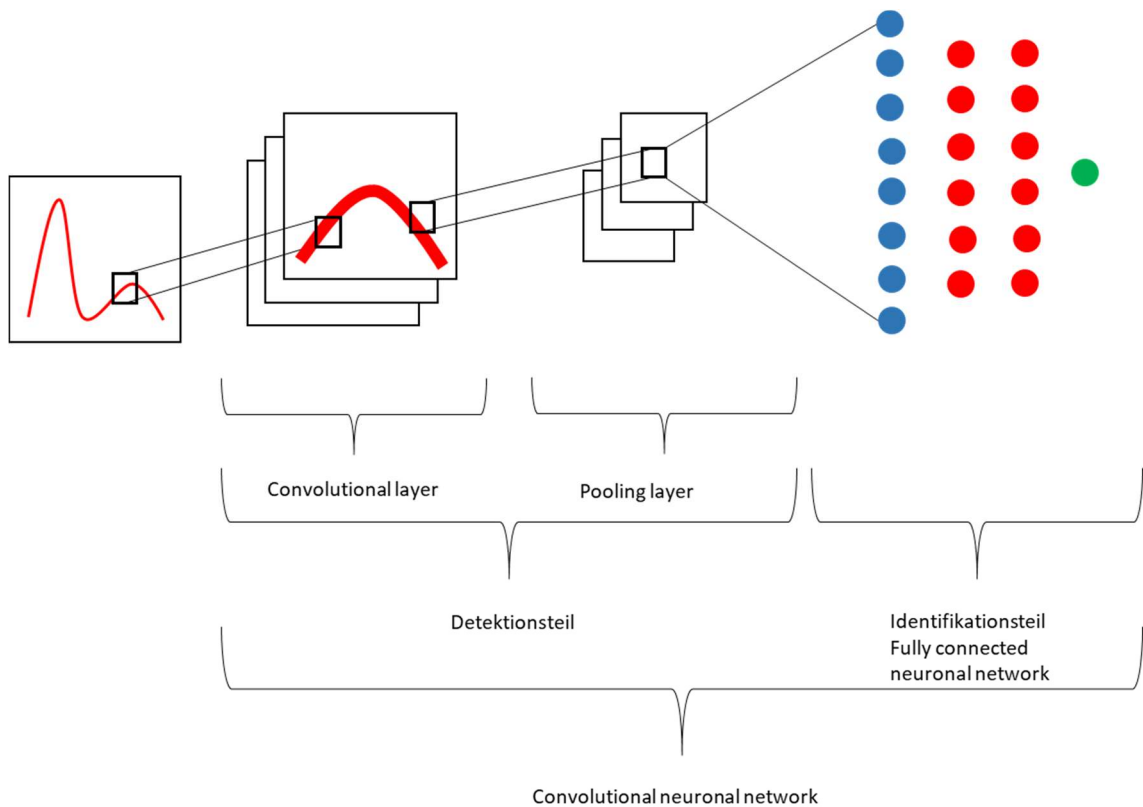 Convolutional layer
Pooling layer
Detektionsteil
Identifikationsteil
Fully connected
neuronal network
Convolutional neuronal network